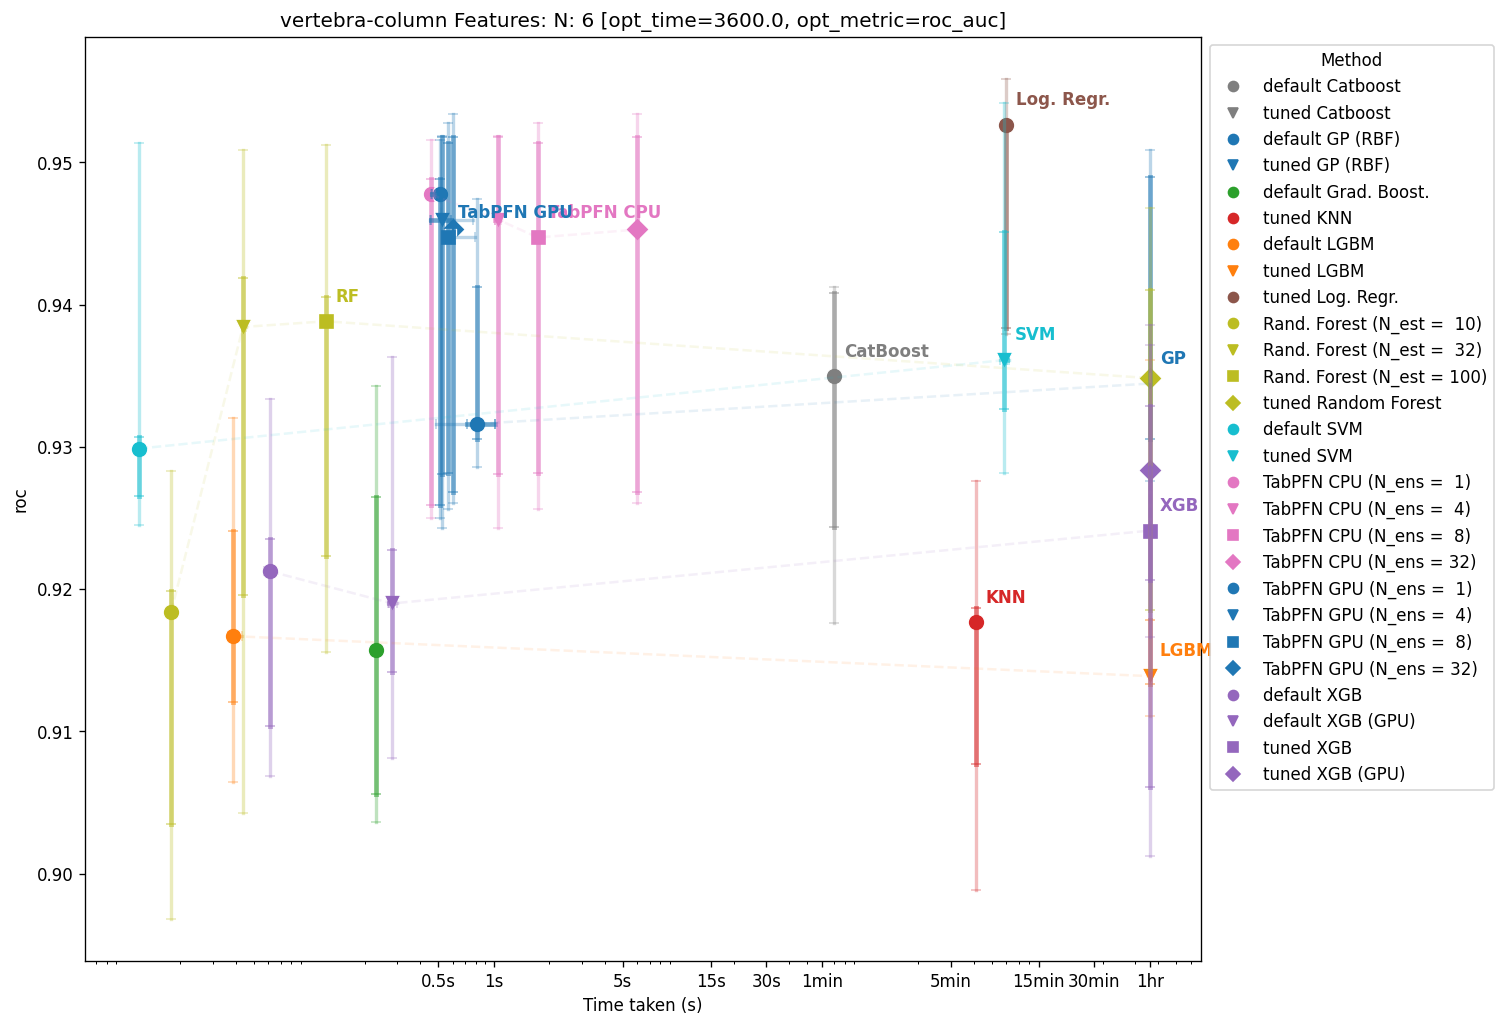 vertebra-column Features: N: 6 [opt_time=3600.0, opt_metric=roc_auc]
roc
0.95
0.94
0.93
0.92
0.91
0.90
Log. Regr.
TabPFN GPU
TabPFN CPU
RF
SVM
CatBoost
GP
XGB
KNN
LGBM
0.5s 1s 5s 15s 30s 1min 5min 15min 30min 1hr
Time taken (s)
Method
default Catboost
tuned Catboost
default GP (RBF)
tuned GP (RBF)
default Grad. Boost.
tuned KNN
default LGBM
tuned LGBM
tuned Log. Regr.
Rand. Forest (N_est =  10)
Rand. Forest (N_est =  32)
Rand. Forest (N_est = 100)
tuned Random Forest
default SVM
tuned SVM
TabPFN CPU (N_ens =  1)
TabPFN CPU (N_ens =  4)
TabPFN CPU (N_ens =  8)
TabPFN CPU (N_ens = 32)
TabPFN GPU (N_ens =  1)
TabPFN GPU (N_ens =  4)
TabPFN GPU (N_ens =  8)
TabPFN GPU (N_ens = 32)
default XGB
default XGB (GPU)
tuned XGB
tuned XGB (GPU)